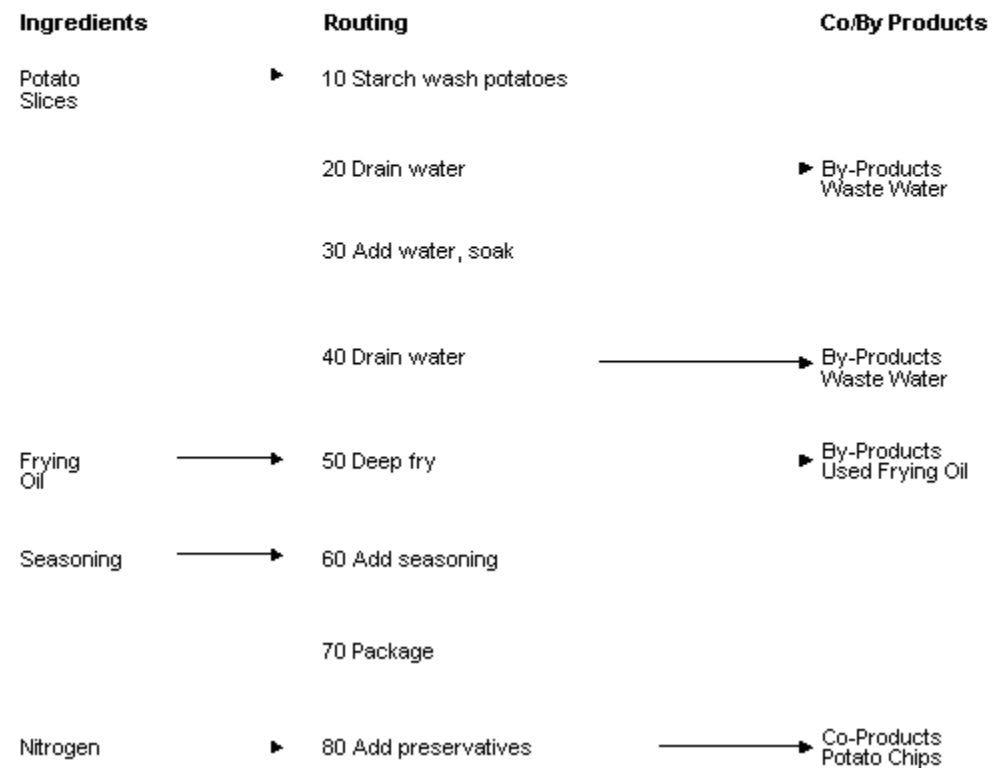 Ingredients Routing Co/By Products
Potato
Slices
10 Starch wash potatoes
20 Drain water
By-Products
Waste Water
30 Add water, soak
40 Drain water
By-Products
Waste Water
Frying
Oil
50 Deep fry
By-Products
Used Frying Oil
Seasoning
60 Add seasoning
70 Package
Nitrogen
80 Add preservatives
Co-Products
Potato Chips